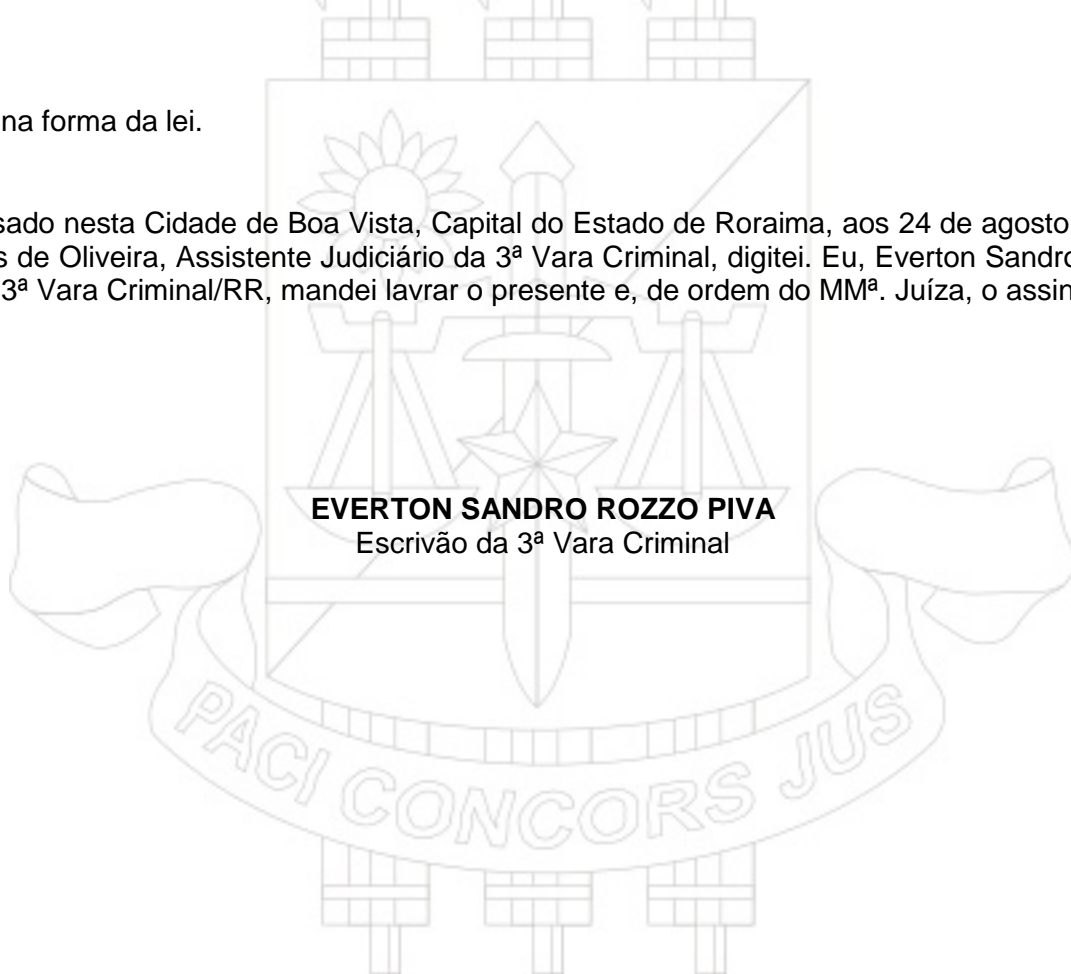 na forma da lei.
sado nesta Cidade de Boa Vista, Capital do Estado de Roraima, aos 24 de agosto
s de Oliveira, Assistente Judiciário da 3ª Vara Criminal, digitei. Eu, Everton Sandro
3ª Vara Criminal/RR, mandei lavrar o presente e, de ordem do MMª. Juíza, o assin
EVERTON SANDRO ROZZO PIVA
Escrivão da 3ª Vara Criminal
PACI CONCORS JUS